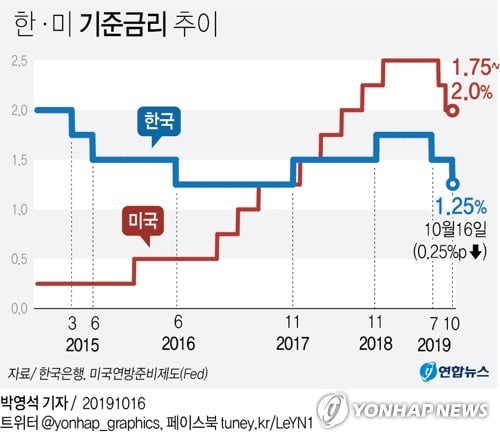 한·미 기준금리 추이
2.5
2.0
1.5
1.0
0.5
0.0
한국
미국
1.75~
2.0%
1.25%
10월16일
(0.25%p⬇)
3 6 6 11 11 7 10
2015 2016 2017 2018 2019
자료/ 한국은행, 미국연방준비제도(Fed)
연합뉴스
박영석 기자 / 20191016
트위터 @yonhap_graphics, 페이스북 tuney.kr/LeYN1
YONHAP NEWS